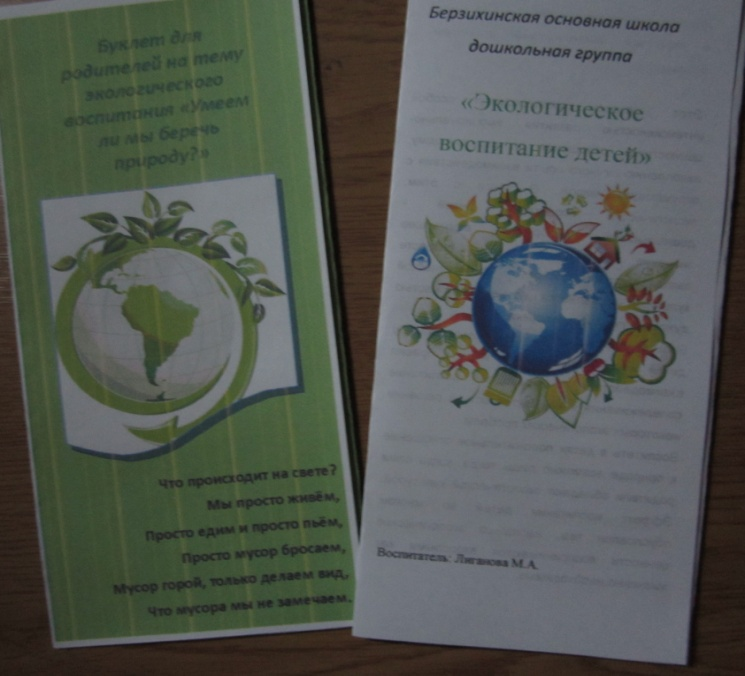 Буклет для
родителей на тему
экологического
воспитания «Умеем
ли мы беречь
природу?»
Что происходит на свете?
Мы просто живём,
Просто едим и просто пьём,
Просто мусор бросаем,
Мусор горой, только делаем вид,
Что мусора мы не замечаем.
Берзихинская основная школа
дошкольная группа
«Экологическое
воспитание детей»
Воспитатель: Лиганова М.А.